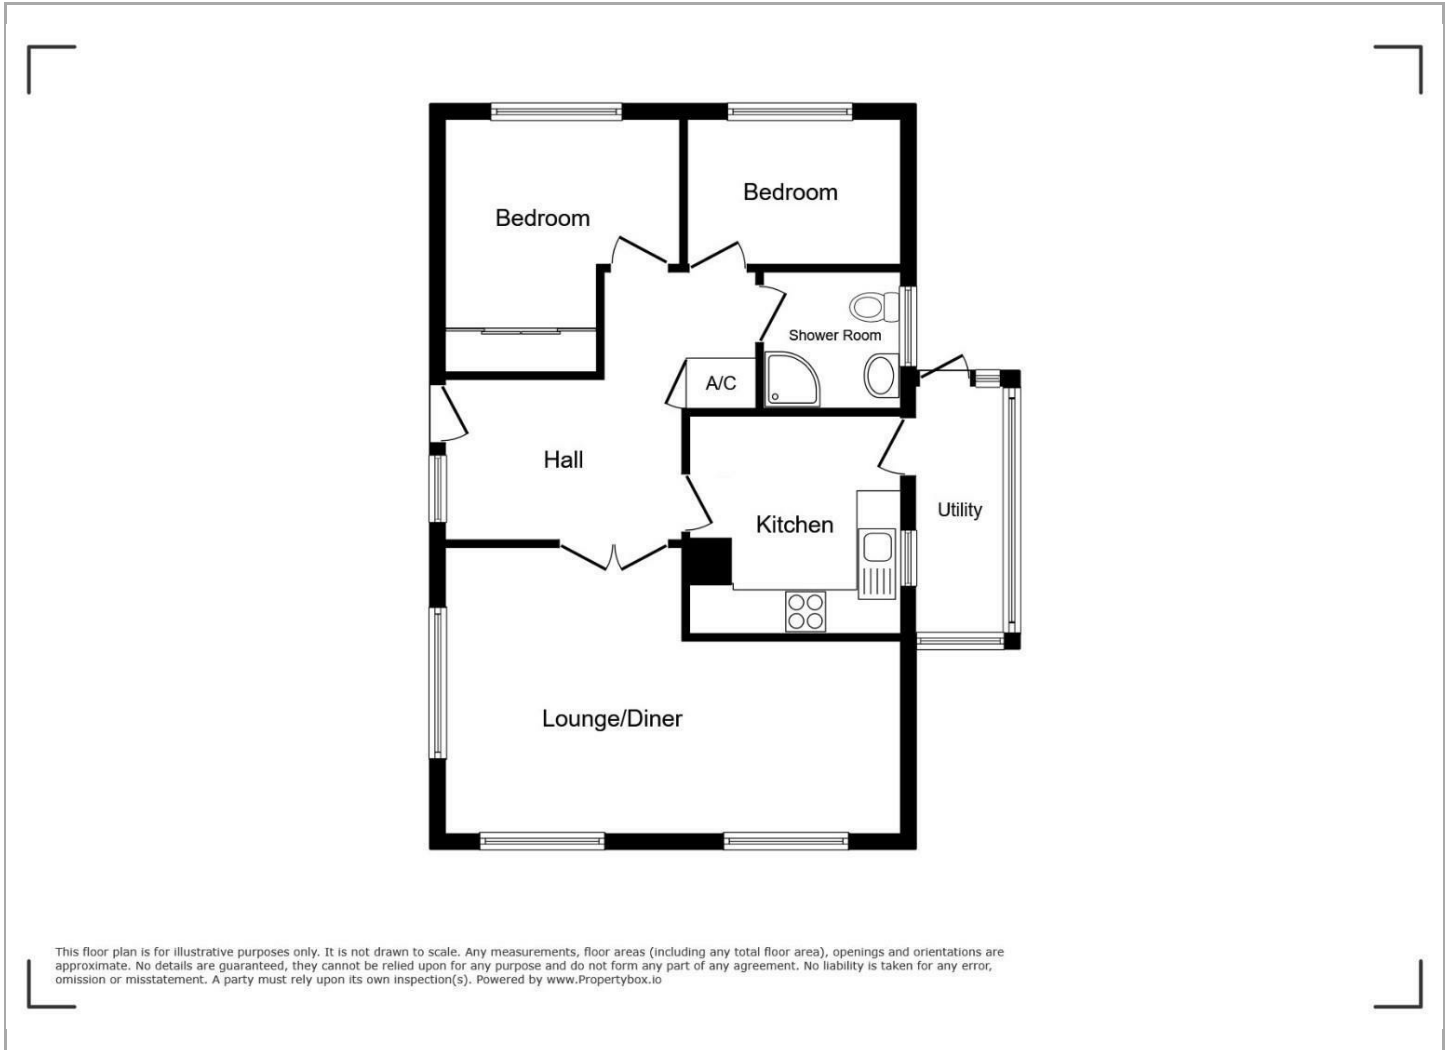 Bedroom
Bedroom
Shower Room
A/C
Hall
Utility
Kitchen
Lounge/Diner
This floor plan is for illustrative purposes only. It is not drawn to scale. Any measurements, floor areas (including any total floor area), openings and orientations are
approximate. No details are guaranteed, they cannot be relied upon for any purpose and do not form any part of any agreement. No liability is taken for any error,
omission or misstatement. A party must rely upon its own inspection(s). Powered by www.Propertybox.io